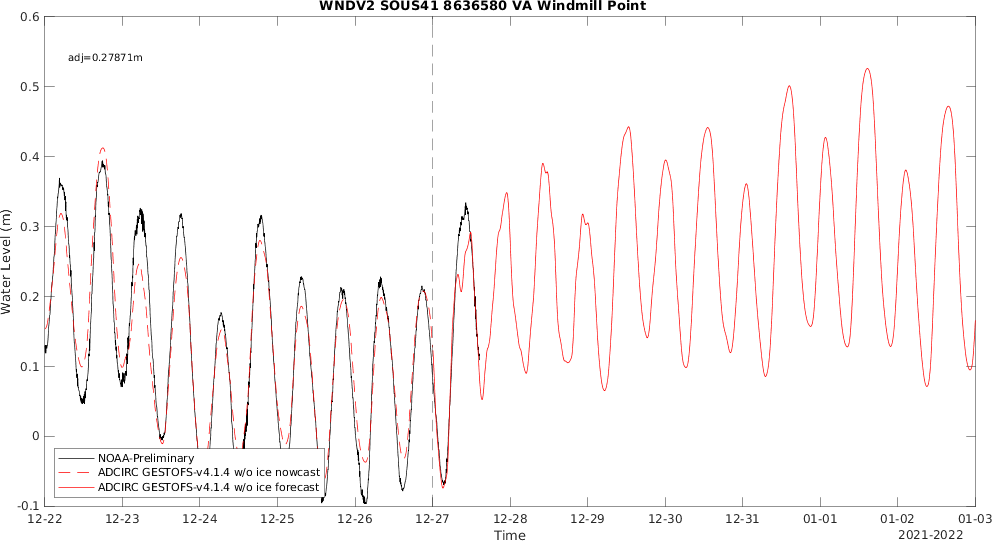 WNDV2 SOUS41 8636580 VA Windmill Point
0.6
adj=0.27871m
0.5
0.4
0.3
0.2
0.1
0
-0.1
Water Level (m)
NOAA-Preliminary
ADCIRC GESTOFS-v4.1.4 w/o ice nowcast
ADCIRC GESTOFS-v4.1.4 w/o ice forecast
12-22 12-23 12-24 12-25 12-26 12-27 12-28 12-29 12-30 12-31 01-01 01-02 01-03
Time
2021-2022